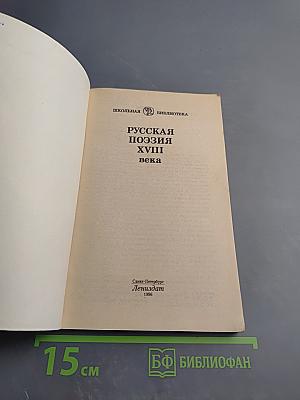 ШКОЛЬНАЯ БИБЛИОТЕКА
РУССКАЯ
ПОЭЗИЯ
XVIII
века
Санкт-Петербург
Лениздат
1996
15 см
БФ БИБЛИОФАН